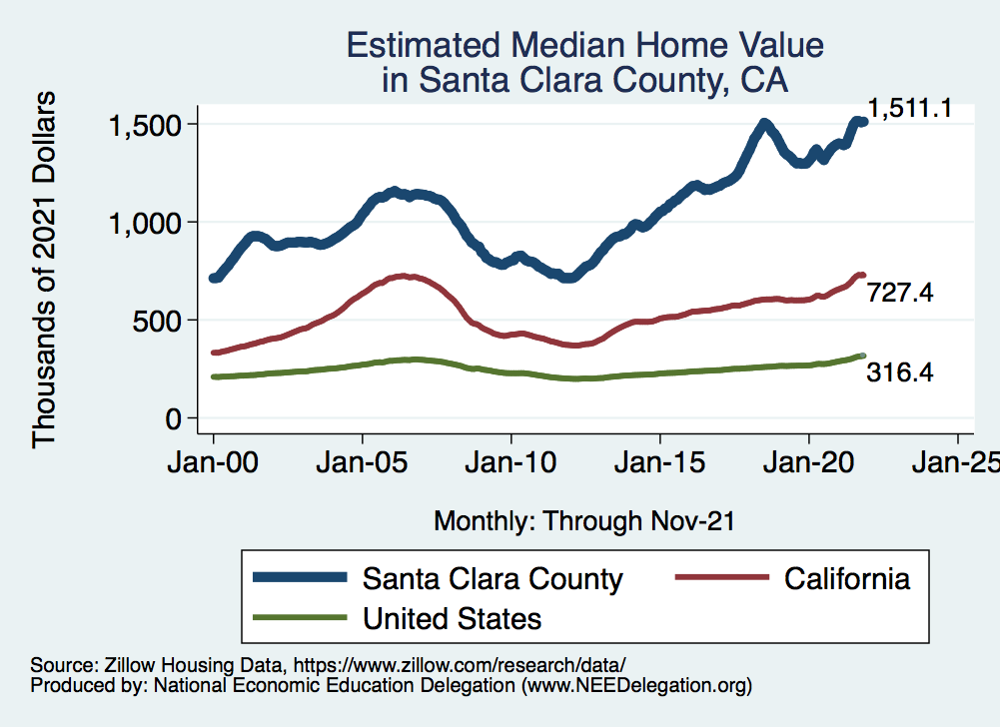 Estimated Median Home Value
in Santa Clara County, CA
Thousands of 2021 Dollars
1,500
1,000
500
0
1,511.1
727.4
316.4
Jan-00 Jan-05 Jan-10 Jan-15 Jan-20 Jan-25
Monthly: Through Nov-21
Santa Clara County California
United States
Source: Zillow Housing Data, https://www.zillow.com/research/data/
Produced by: National Economic Education Delegation (www.NEEDelegation.org)